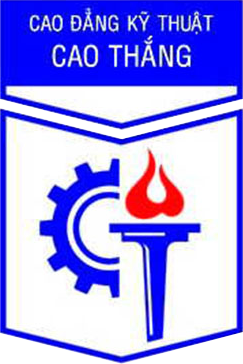 CAO ĐẲNG KỸ THUẬT
CAO THẮNG